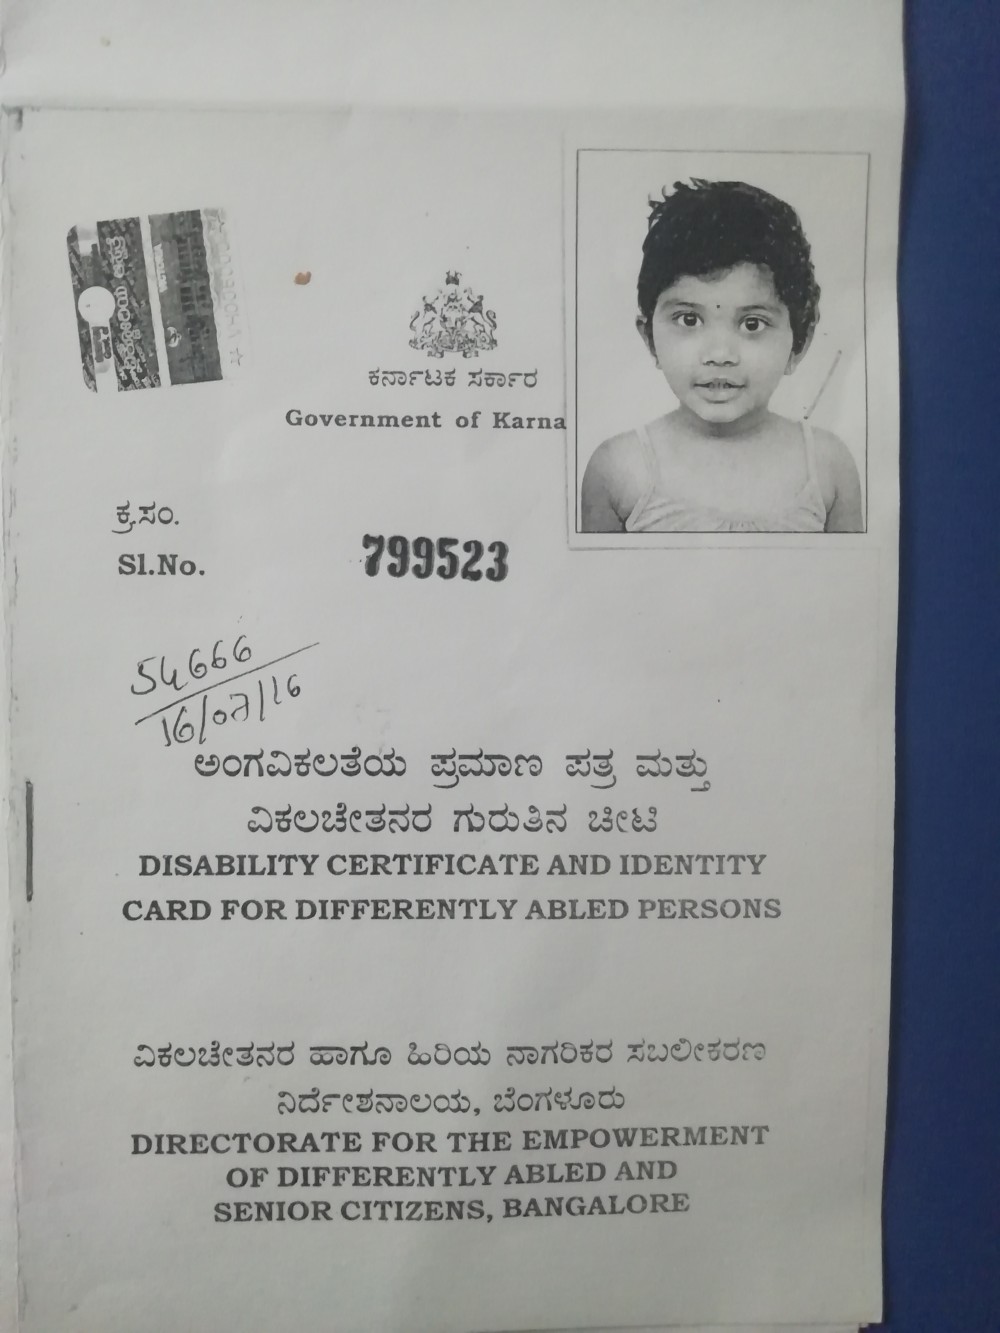 ಕರ್ನಾಟಕ ಸರ್ಕಾರ
Government of Karna
ಕ್ರ.ಸಂ.
Sl.No. 799523
54666
16/07/16
ಅಂಗವಿಕಲತೆಯ ಪ್ರಮಾಣ ಪತ್ರ ಮತ್ತು
ವಿಕಲಚೇತನರ ಗುರುತಿನ ಚೀಟಿ
DISABILITY CERTIFICATE AND IDENTITY
CARD FOR DIFFERENTLY ABLED PERSONS
ವಿಕಲಚೇತನರ ಹಾಗೂ ಹಿರಿಯ ನಾಗರಿಕರ ಸಬಲೀಕರಣ
ನಿರ್ದೇಶನಾಲಯ, ಬೆಂಗಳೂರು
DIRECTORATE FOR THE EMPOWERMENT
OF DIFFERENTLY ABLED AND
SENIOR CITIZENS, BANGALORE